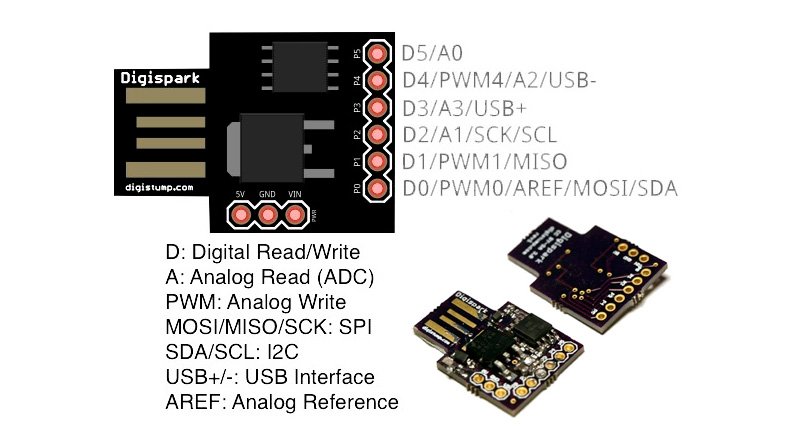 Digispark
digistump.com
5V GND VIN
PWR
P5 D5/A0
P4 D4/PWM4/A2/USB-
P3 D3/A3/USB+
P2 D2/A1/SCK/SCL
P1 D1/PWM1/MISO
P0 D0/PWM0/AREF/MOSI/SDA
D: Digital Read/Write
A: Analog Read (ADC)
PWM: Analog Write
MOSI/MISO/SCK: SPI
SDA/SCL: I2C
USB+/-: USB Interface
AREF: Analog Reference
Digispark
Digispark